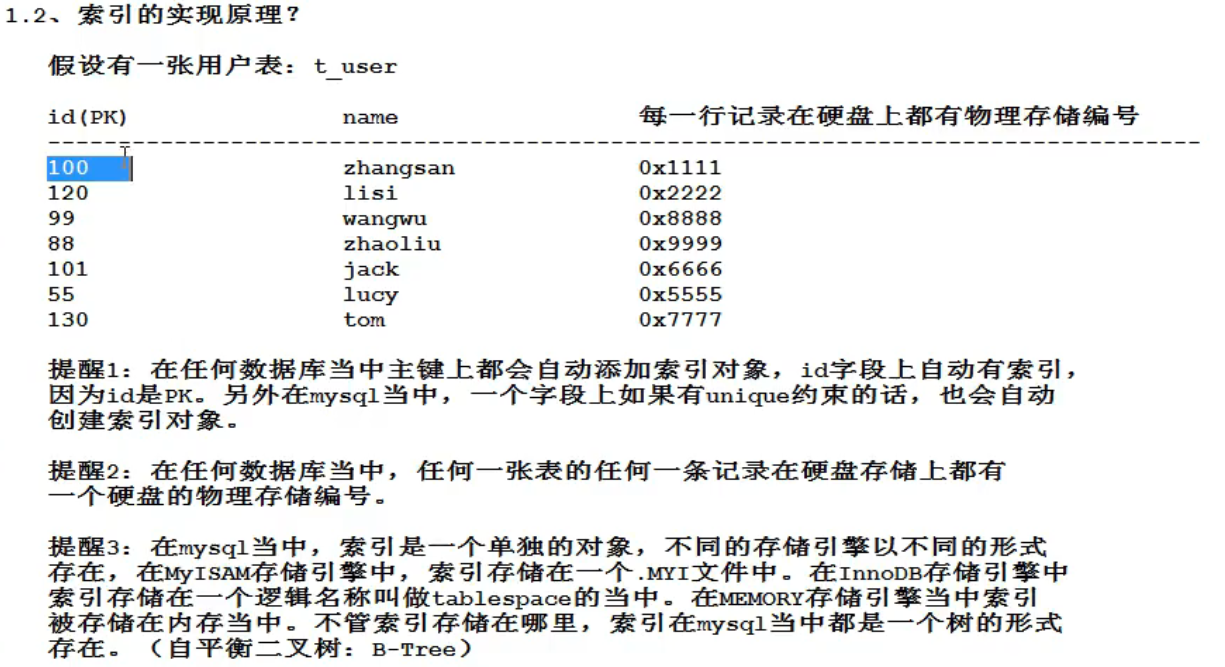 1.2、索引的实现原理？
假设有一张用户表：t_user
id(PK) name 每一行记录在硬盘上都有物理存储编号
----------------------------------------------------------------------------------
100 zhangsan 0x1111
120 lisi 0x2222
99 wangwu 0x8888
88 zhaoliu 0x9999
101 jack 0x6666
55 lucy 0x5555
130 tom 0x7777
提醒1：在任何数据库当中主键上都会自动添加索引对象，id字段上自动有索引，
因为id是PK。另外在mysql当中，一个字段上如果有unique约束的话，也会自动
创建索引对象。
提醒2：在任何数据库当中，任何一张表的任何一条记录在硬盘存储上都有
一个硬盘的物理存储编号。
提醒3：在mysql当中，索引是一个单独的对象，不同的存储引擎以不同的形式
存在，在MyISAM存储引擎中，索引存储在一个.MYI文件中。在InnoDB存储引擎中
索引存储在一个逻辑名称叫做tablespace的当中。在MEMORY存储引擎当中索引
被存储在内存当中。不管索引存储在哪里，索引在mysql当中都是一个树的形式
存在。（自平衡二叉树：B-Tree）